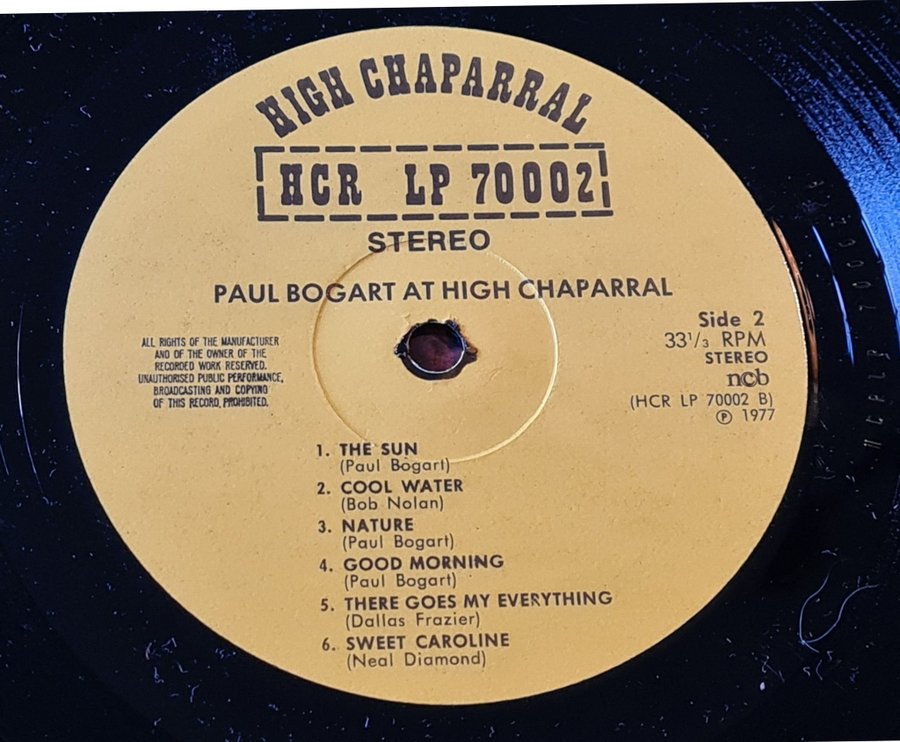 HIGH CHAPARRAL
HCR LP 70002
STEREO
PAUL BOGART AT HIGH CHAPARRAL
Side 2
33 1/3 RPM
STEREO
ncb
(HCR LP 70002 B)
℗ 1977
ALL RIGHTS OF THE MANUFACTURER
AND OF THE OWNER OF THE
RECORDED WORK RESERVED.
UNAUTHORISED PUBLIC PERFORMANCE,
BROADCASTING AND COPYING
OF THIS RECORD, PROHIBITED.
1. THE SUN
(Paul Bogart)
2. COOL WATER
(Bob Nolan)
3. NATURE
(Paul Bogart)
4. GOOD MORNING
(Paul Bogart)
5. THERE GOES MY EVERYTHING
(Dallas Frazier)
6. SWEET CAROLINE
(Neal Diamond)